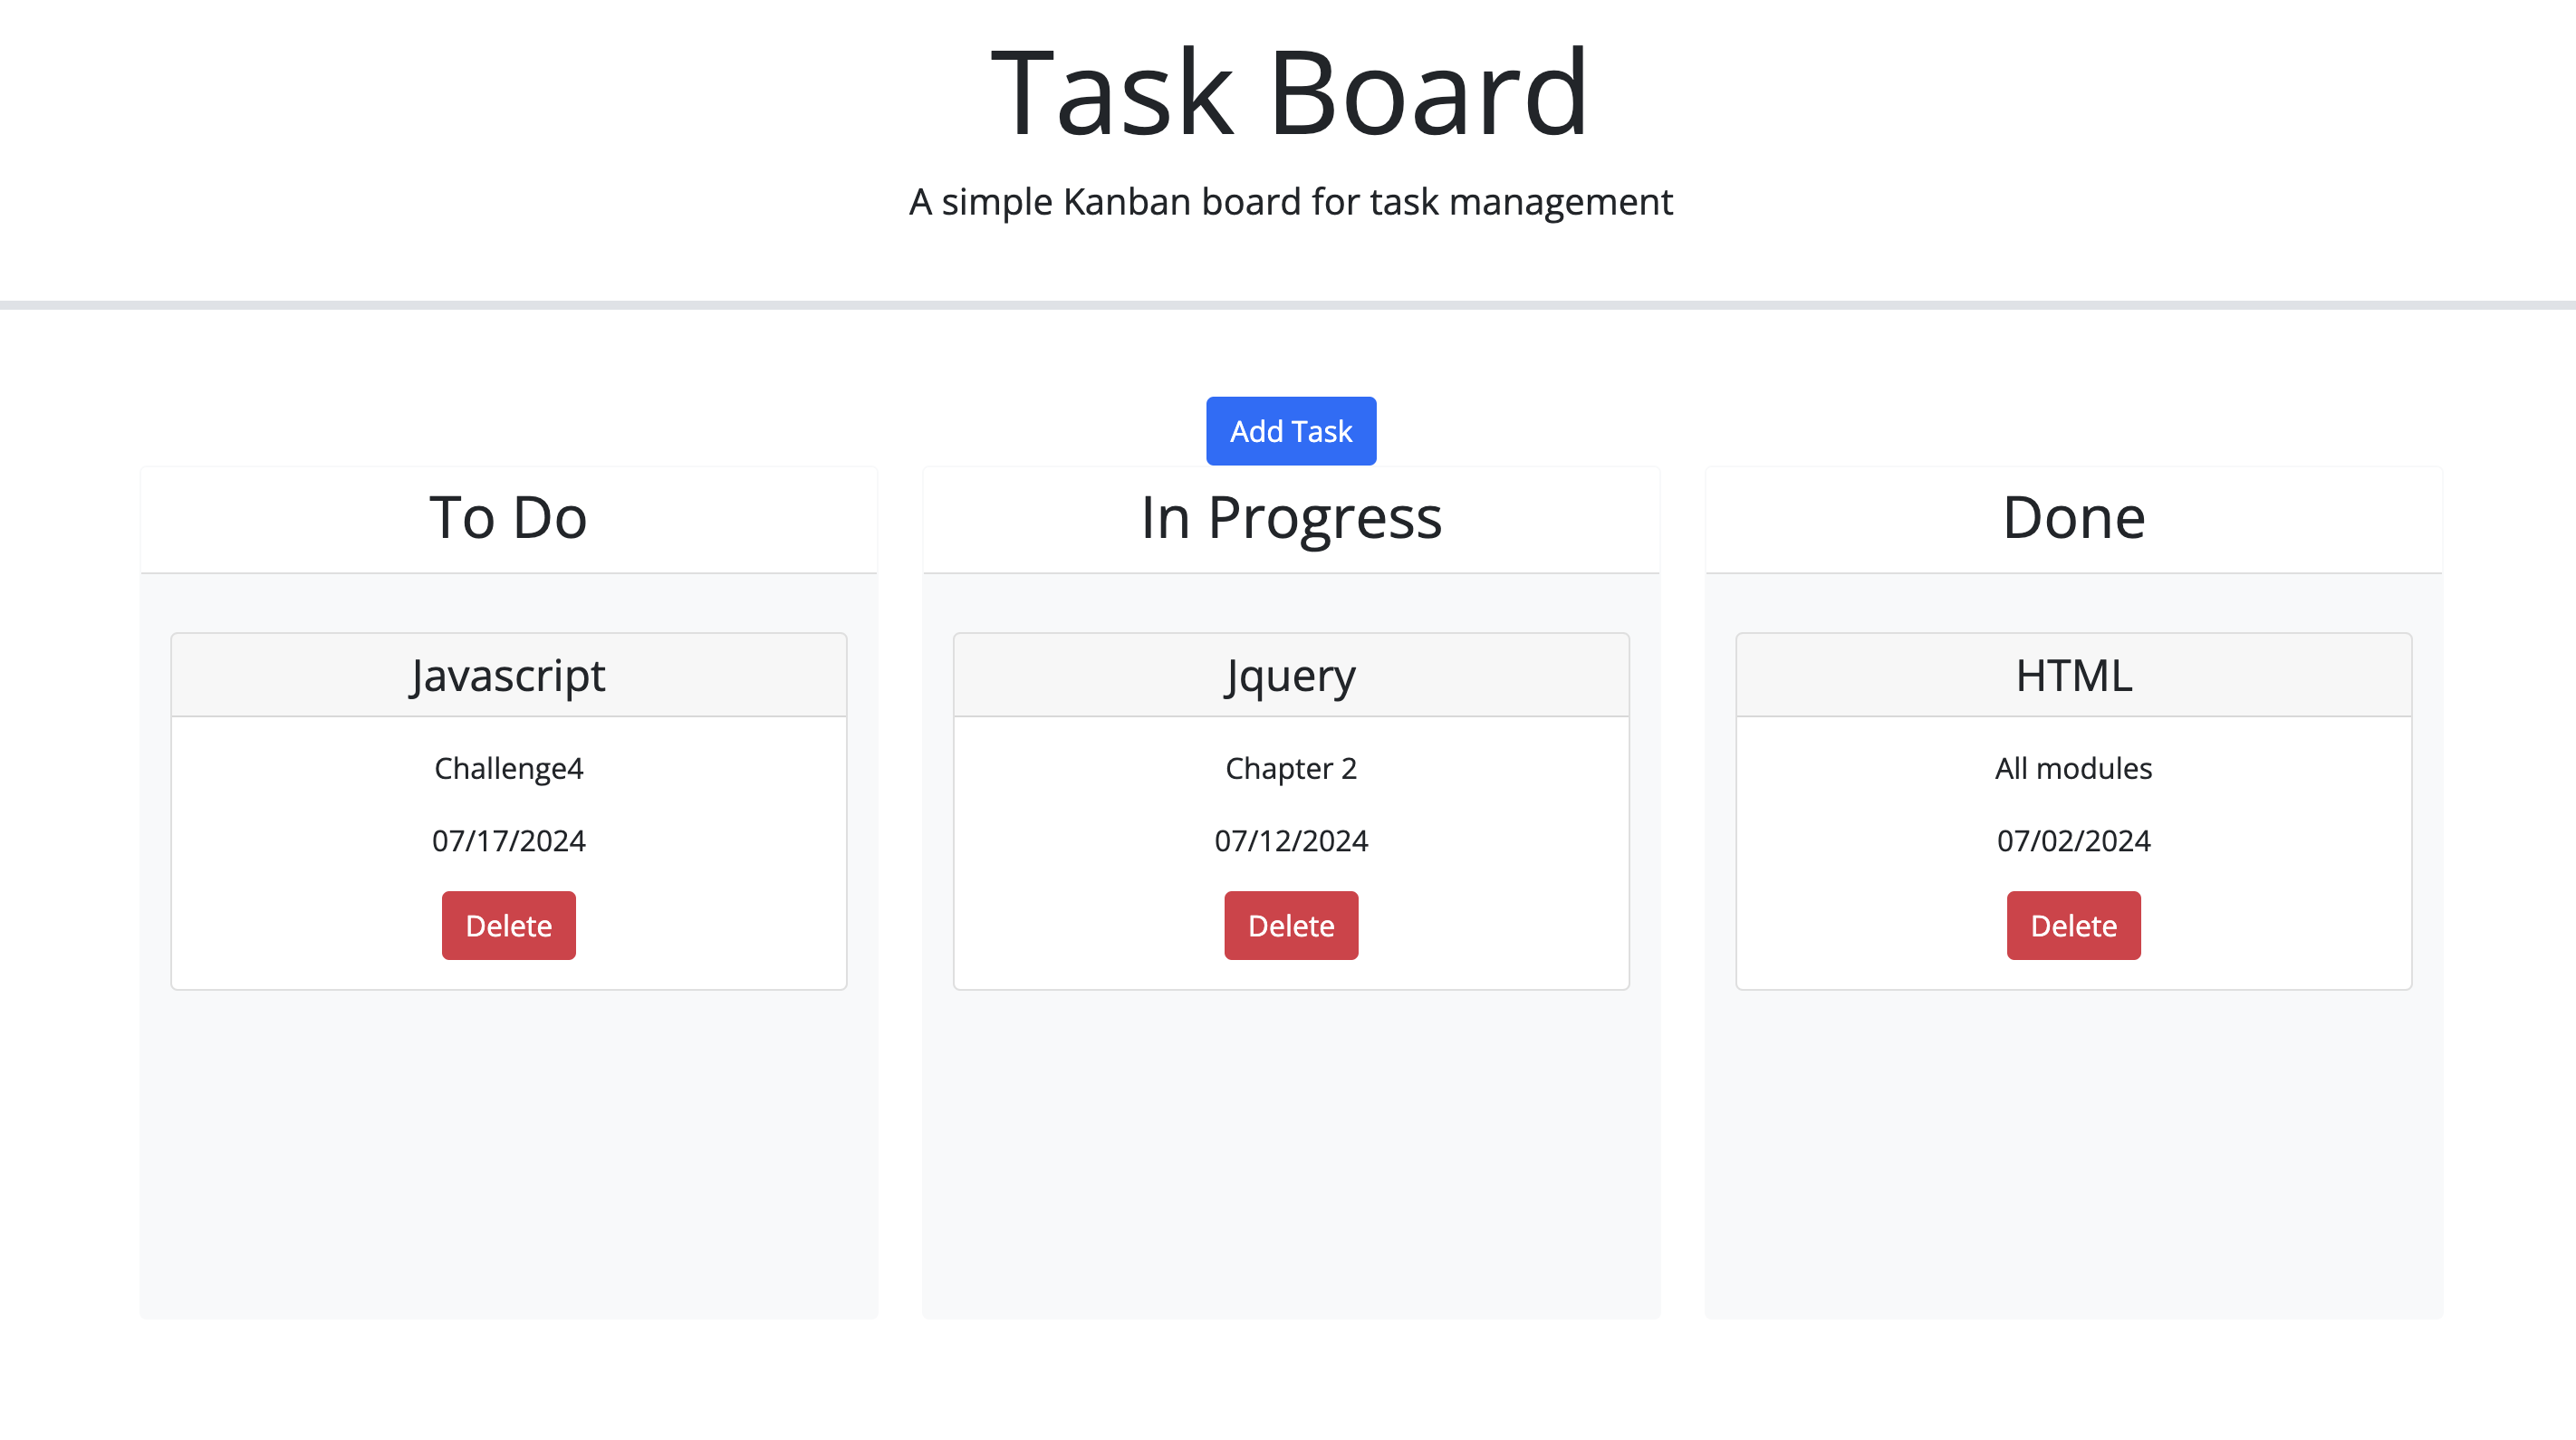 Task Board
A simple Kanban board for task management
Add Task
To Do
Javascript
Challenge4
07/17/2024
Delete
In Progress
Jquery
Chapter 2
07/12/2024
Delete
Done
HTML
All modules
07/02/2024
Delete